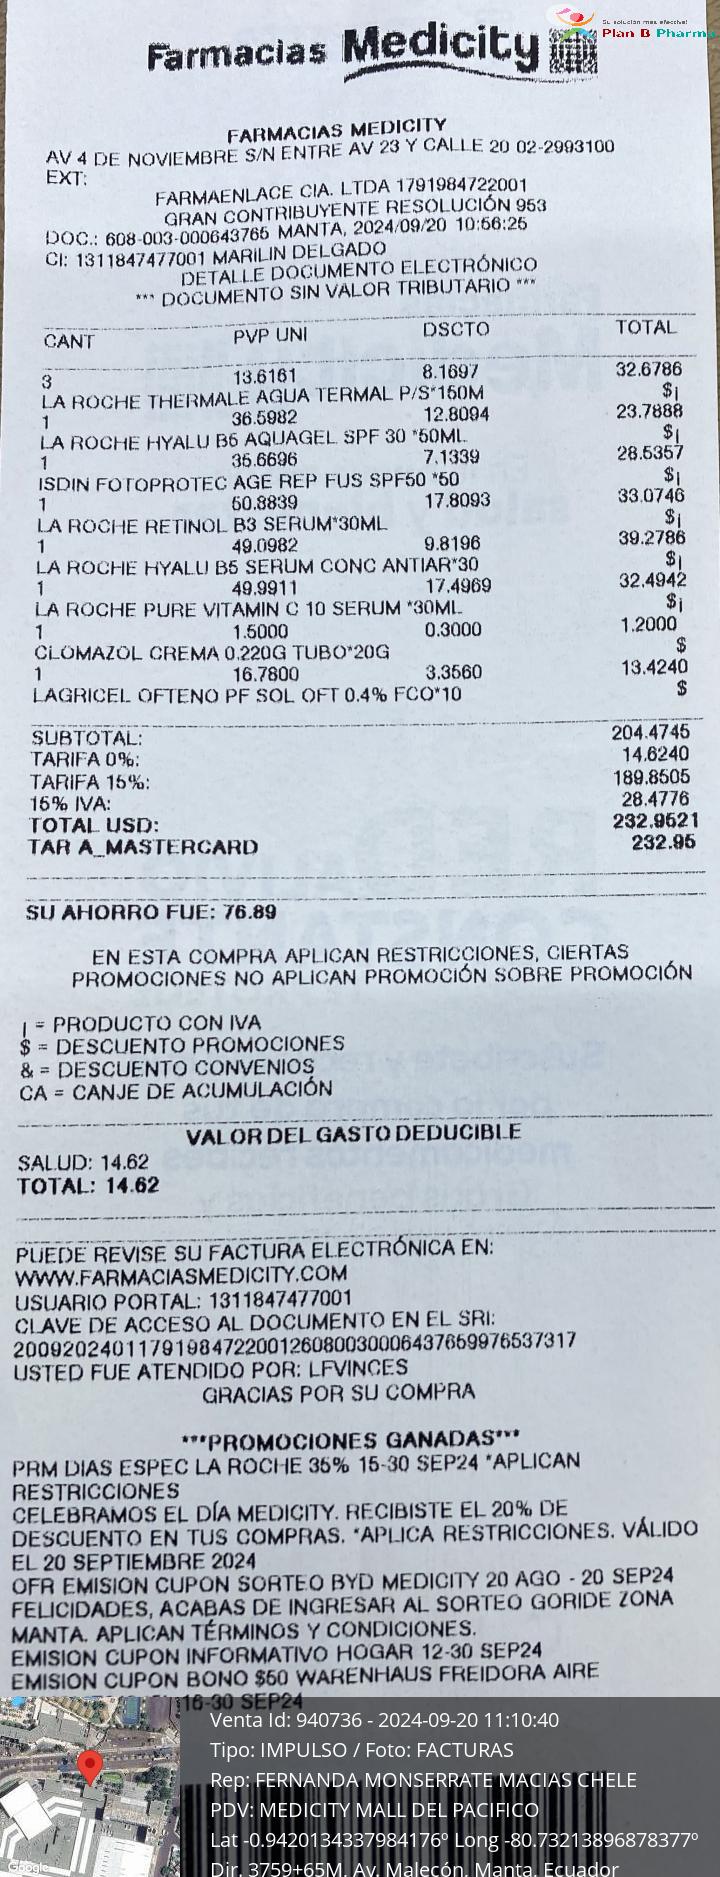 Su solución más efectiva!
Plan B Pharma
Farmacias Medicity
FARMACIAS MEDICITY
AV 4 DE NOVIEMBRE S/N ENTRE AV 23 Y CALLE 20 02-2993100
EXT:
FARMAENLACE CIA. LTDA 1791984722001
GRAN CONTRIBUYENTE RESOLUCIÓN 953
DOC.: 608-003-000643765 MANTA, 2024/09/20 10:56:25
CI: 1311847477001 MARILIN DELGADO
DETALLE DOCUMENTO ELECTRÓNICO
*** DOCUMENTO SIN VALOR TRIBUTARIO ***
CANT PVP UNI DSCTO TOTAL
3 13.6161 8.1697 32.6786
LA ROCHE THERMALE AGUA TERMAL P/S*150M $¡
1 36.5982 12.8094 23.7888
LA ROCHE HYALU B5 AQUAGEL SPF 30 *50ML $¡
1 35.6696 7.1339 28.5357
ISDIN FOTOPROTEC AGE REP FUS SPF50 *50 $¡
1 50.8839 17.8093 33.0746
LA ROCHE RETINOL B3 SERUM*30ML $¡
1 49.0982 9.8196 39.2786
LA ROCHE HYALU B5 SERUM CONC ANTIAR*30 $¡
1 49.9911 17.4969 32.4942
LA ROCHE PURE VITAMIN C 10 SERUM *30ML $¡
1 1.5000 0.3000 1.2000
CLOMAZOL CREMA 0.220G TUBO*20G $
1 16.7800 3.3560 13.4240
LAGRICEL OFTENO PF SOL OFT 0.4% FCO*10 $
SUBTOTAL: 204.4745
TARIFA 0%: 14.6240
TARIFA 15%: 189.8505
15% IVA: 28.4776
TOTAL USD: 232.9521
TAR A_MASTERCARD 232.95
SU AHORRO FUE: 76.89
EN ESTA COMPRA APLICAN RESTRICCIONES, CIERTAS
PROMOCIONES NO APLICAN PROMOCIÓN SOBRE PROMOCIÓN
¡ = PRODUCTO CON IVA
$ = DESCUENTO PROMOCIONES
& = DESCUENTO CONVENIOS
CA = CANJE DE ACUMULACIÓN
VALOR DEL GASTO DEDUCIBLE
SALUD: 14.62
TOTAL: 14.62
PUEDE REVISE SU FACTURA ELECTRÓNICA EN:
WWW.FARMACIASMEDICITY.COM
USUARIO PORTAL: 1311847477001
CLAVE DE ACCESO AL DOCUMENTO EN EL SRI:
2009202401179198472200126080030006437659976537317
USTED FUE ATENDIDO POR: LFVINCES
GRACIAS POR SU COMPRA
***PROMOCIONES GANADAS***
PRM DIAS ESPEC LA ROCHE 35% 15-30 SEP24 *APLICAN
RESTRICCIONES
CELEBRAMOS EL DÍA MEDICITY. RECIBISTE EL 20% DE
DESCUENTO EN TUS COMPRAS. *APLICA RESTRICCIONES. VÁLIDO
EL 20 SEPTIEMBRE 2024
OFR EMISION CUPON SORTEO BYD MEDICITY 20 AGO - 20 SEP24
FELICIDADES, ACABAS DE INGRESAR AL SORTEO GORIDE ZONA
MANTA. APLICAN TÉRMINOS Y CONDICIONES.
EMISION CUPON INFORMATIVO HOGAR 12-30 SEP24
EMISION CUPON BONO $50 WARENHAUS FREIDORA AIRE
16-30 SEP24
Venta Id: 940736 - 2024-09-20 11:10:40
Tipo: IMPULSO / Foto: FACTURAS
Rep: FERNANDA MONSERRATE MACIAS CHELE
PDV: MEDICITY MALL DEL PACIFICO
Lat -0.9420134337984176º Long -80.73213896878377º
Dir. 3759+65M, Av. Malecón, Manta, Ecuador
Google